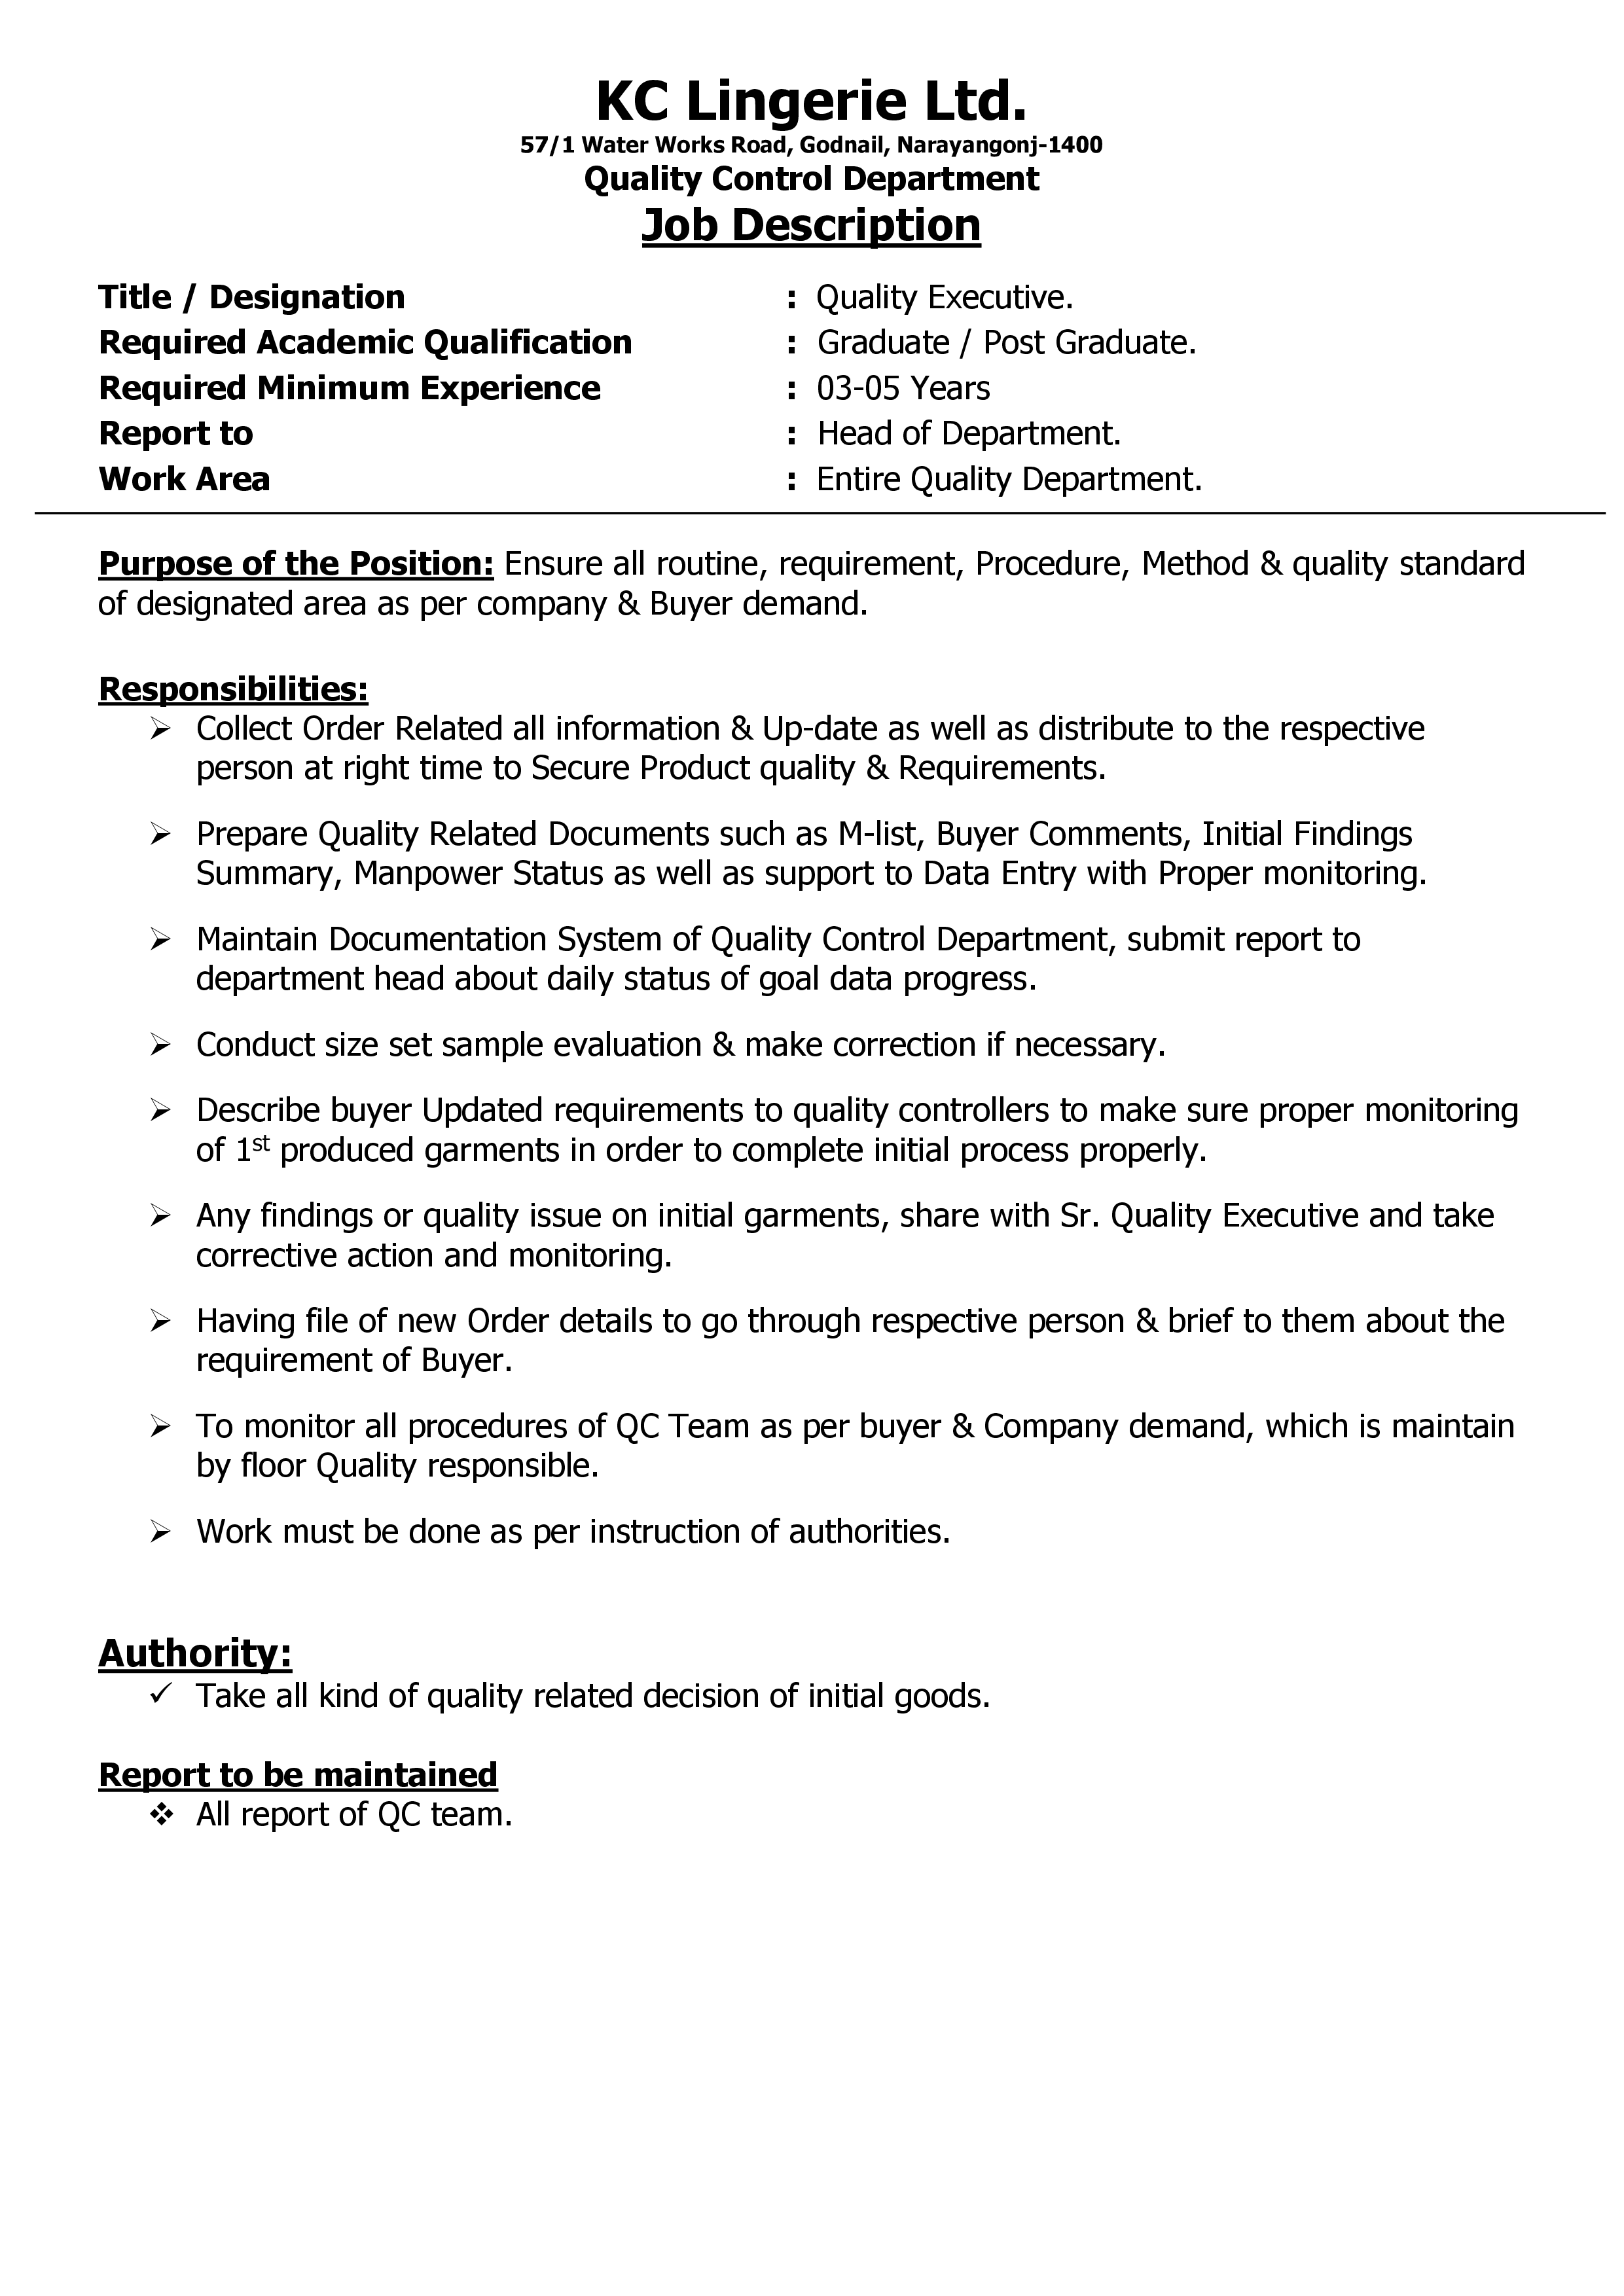 KC Lingerie Ltd.
57/1 Water Works Road, Godnail, Narayangonj-1400
Quality Control Department
Job Description
Title / Designation : Quality Executive.
Required Academic Qualification : Graduate / Post Graduate.
Required Minimum Experience : 03-05 Years
Report to : Head of Department.
Work Area : Entire Quality Department.
Purpose of the Position: Ensure all routine, requirement, Procedure, Method & quality standard
of designated area as per company & Buyer demand.
Responsibilities:
➢ Collect Order Related all information & Up-date as well as distribute to the respective
person at right time to Secure Product quality & Requirements.
➢ Prepare Quality Related Documents such as M-list, Buyer Comments, Initial Findings
Summary, Manpower Status as well as support to Data Entry with Proper monitoring.
➢ Maintain Documentation System of Quality Control Department, submit report to
department head about daily status of goal data progress.
➢ Conduct size set sample evaluation & make correction if necessary.
➢ Describe buyer Updated requirements to quality controllers to make sure proper monitoring
of 1st produced garments in order to complete initial process properly.
➢ Any findings or quality issue on initial garments, share with Sr. Quality Executive and take
corrective action and monitoring.
➢ Having file of new Order details to go through respective person & brief to them about the
requirement of Buyer.
➢ To monitor all procedures of QC Team as per buyer & Company demand, which is maintain
by floor Quality responsible.
➢ Work must be done as per instruction of authorities.
Authority:
✓ Take all kind of quality related decision of initial goods.
Report to be maintained
❖ All report of QC team.